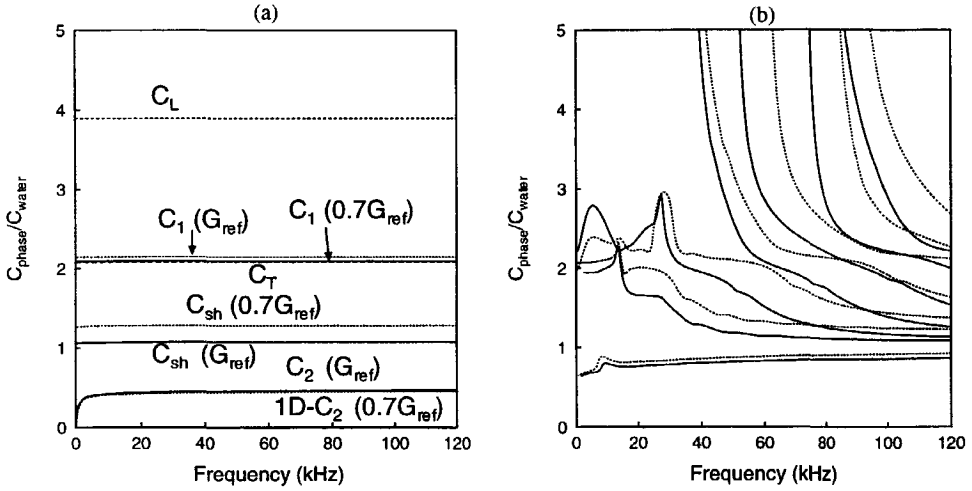 (a)
5
4
3
2
1
0
C_phase/C_water
C_L
C_1 (G_ref)
C_1 (0.7G_ref)
C_T
C_sh (0.7G_ref)
C_sh (G_ref)
C_2 (G_ref)
1D-C_2 (0.7G_ref)
0 20 40 60 80 100 120
Frequency (kHz)
(b)
5
4
3
2
1
0
C_phase/C_water
0 20 40 60 80 100 120
Frequency (kHz)